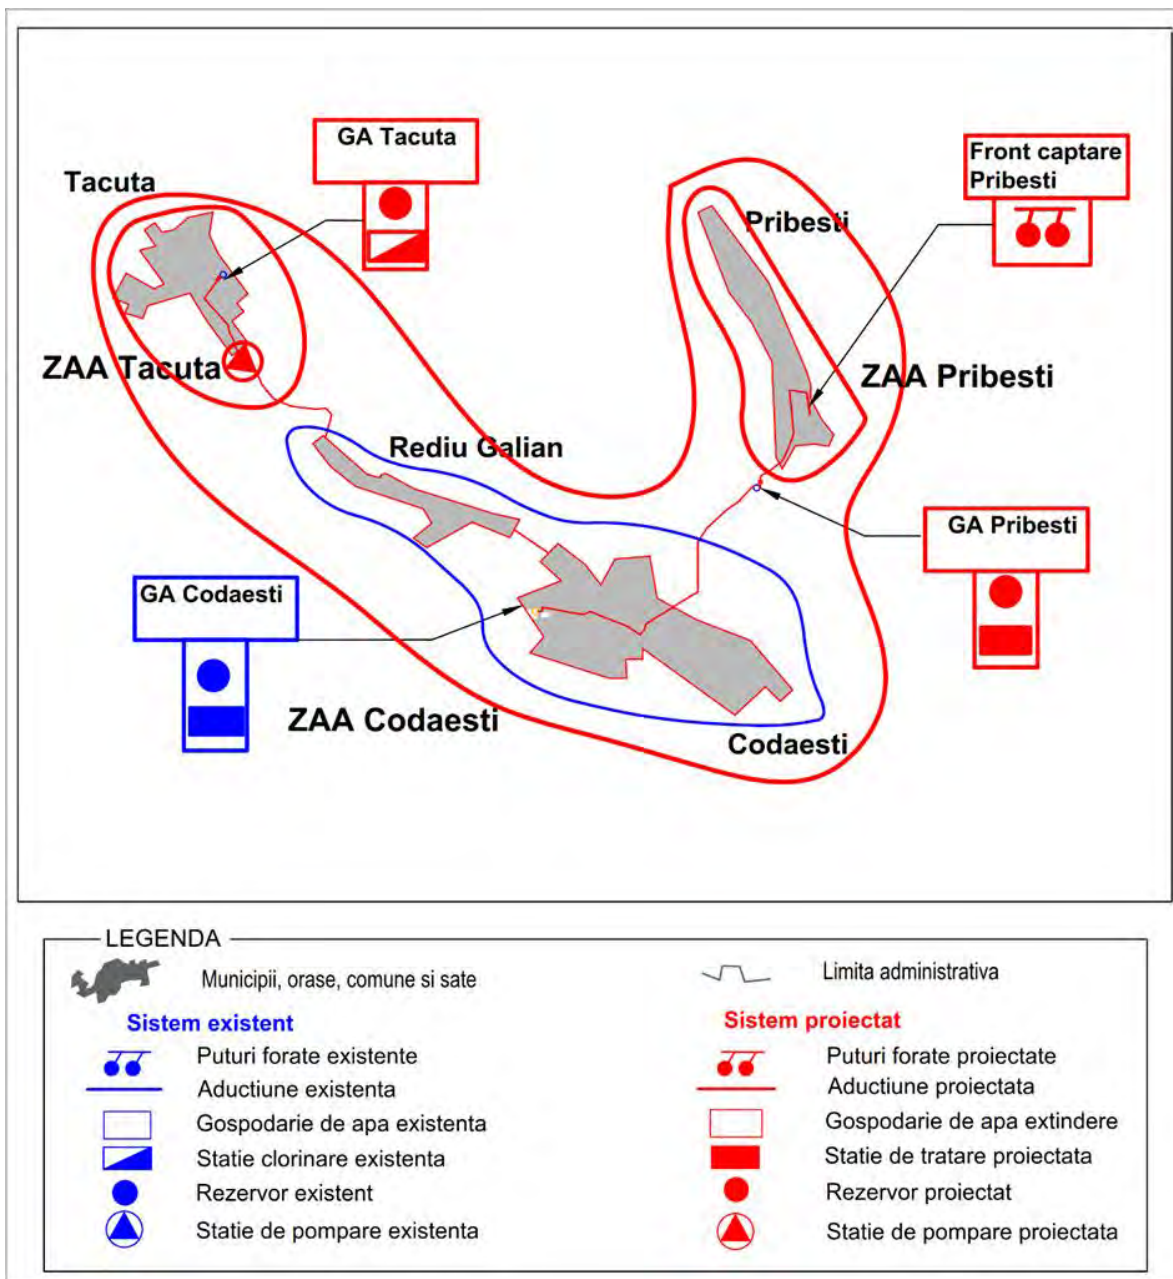 GA Tacuta
Tacuta
Front captare
Pribesti
Pribesti
ZAA Tacuta
ZAA Pribesti
Rediu Galian
GA Pribesti
GA Codaesti
ZAA Codaesti
Codaesti
LEGENDA
Municipii, orase, comune si sate
Limita administrativa
Sistem existent
Sistem proiectat
Puturi forate existente
Puturi forate proiectate
Aductiune existenta
Aductiune proiectata
Gospodarie de apa existenta
Gospodarie de apa extindere
Statie clorinare existenta
Statie de tratare proiectata
Rezervor existent
Rezervor proiectat
Statie de pompare existenta
Statie de pompare proiectata